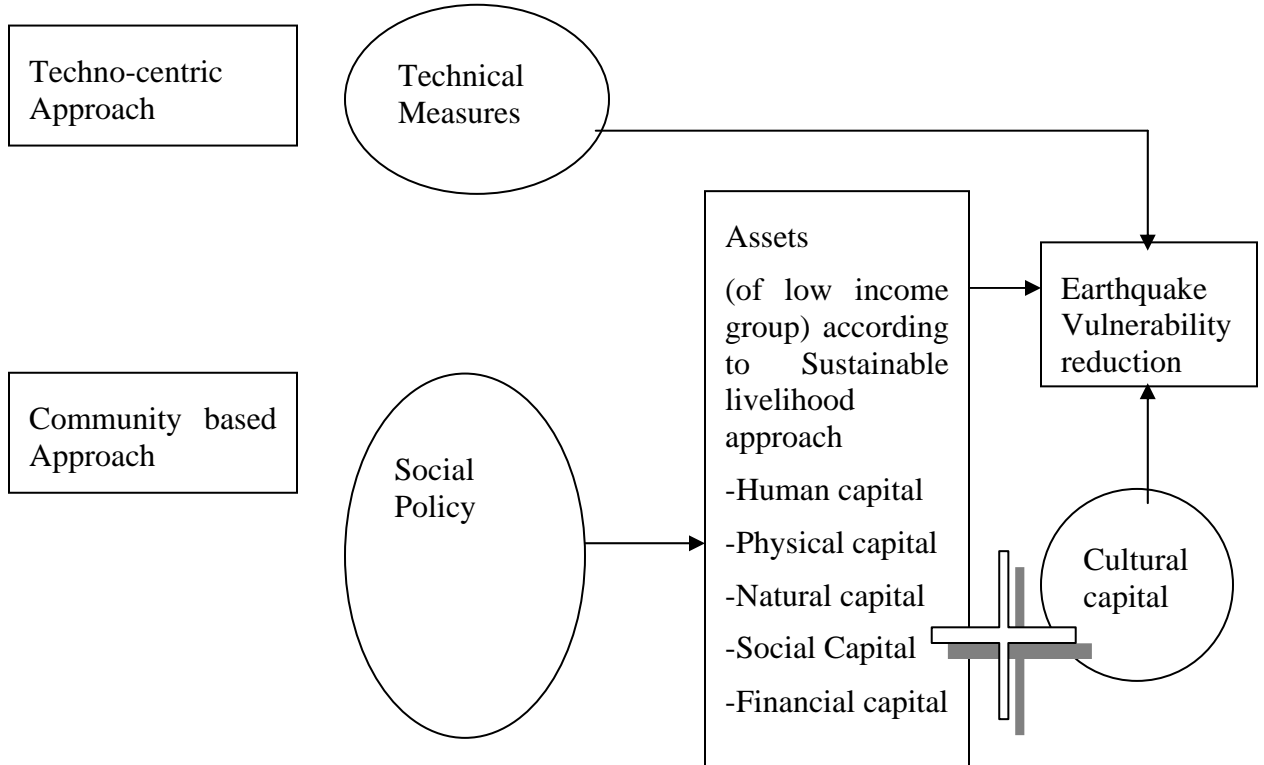 Techno-centric
Approach
Technical
Measures
Assets
(of low income
group) according
to Sustainable
livelihood
approach
-Human capital
-Physical capital
-Natural capital
-Social Capital
-Financial capital
Earthquake
Vulnerability
reduction
Community based
Approach
Social
Policy
Cultural
capital